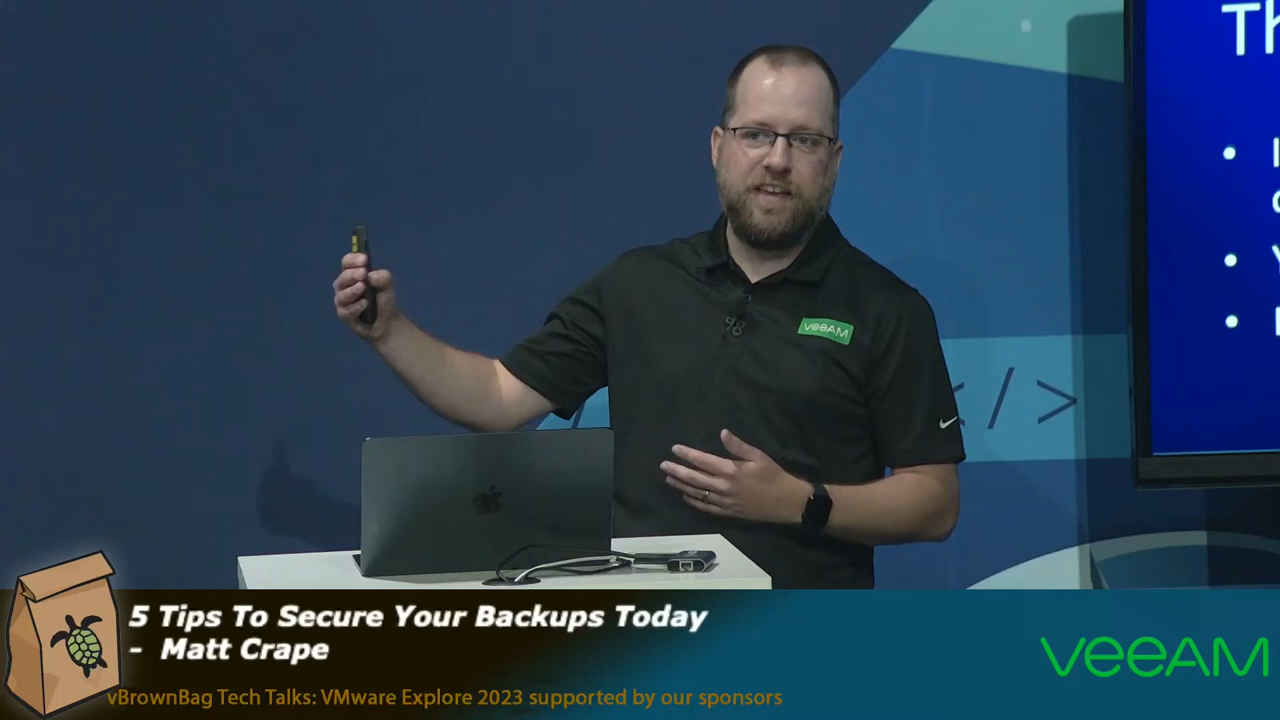 Th
veeAM
</>
5 Tips To Secure Your Backups Today
- Matt Crape
veeAM
vBrownBag Tech Talks: VMware Explore 2023 supported by our sponsors